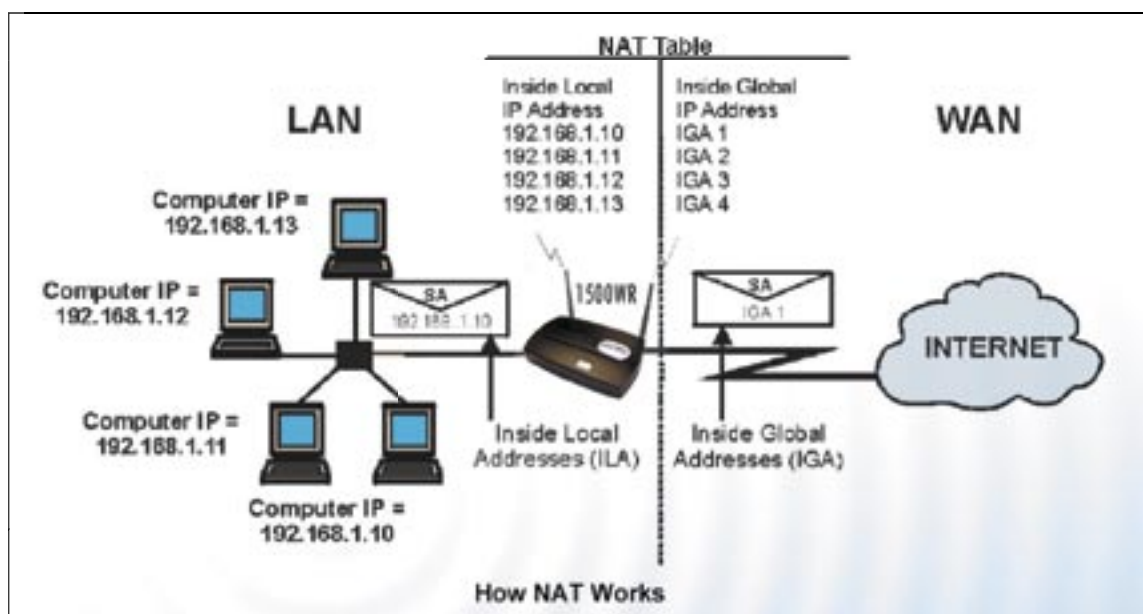 NAT Table
Inside Local
IP Address
192.168.1.10
192.168.1.11
192.168.1.12
192.168.1.13
Inside Global
IP Address
IGA 1
IGA 2
IGA 3
IGA 4
LAN
WAN
Computer IP =
192.168.1.13
Computer IP =
192.168.1.12
Computer IP =
192.168.1.11
Computer IP =
192.168.1.10
SA
192.168.1.10
1500WR
SA
IGA 1
INTERNET
Inside Local
Addresses (ILA)
Inside Global
Addresses (IGA)
How NAT Works